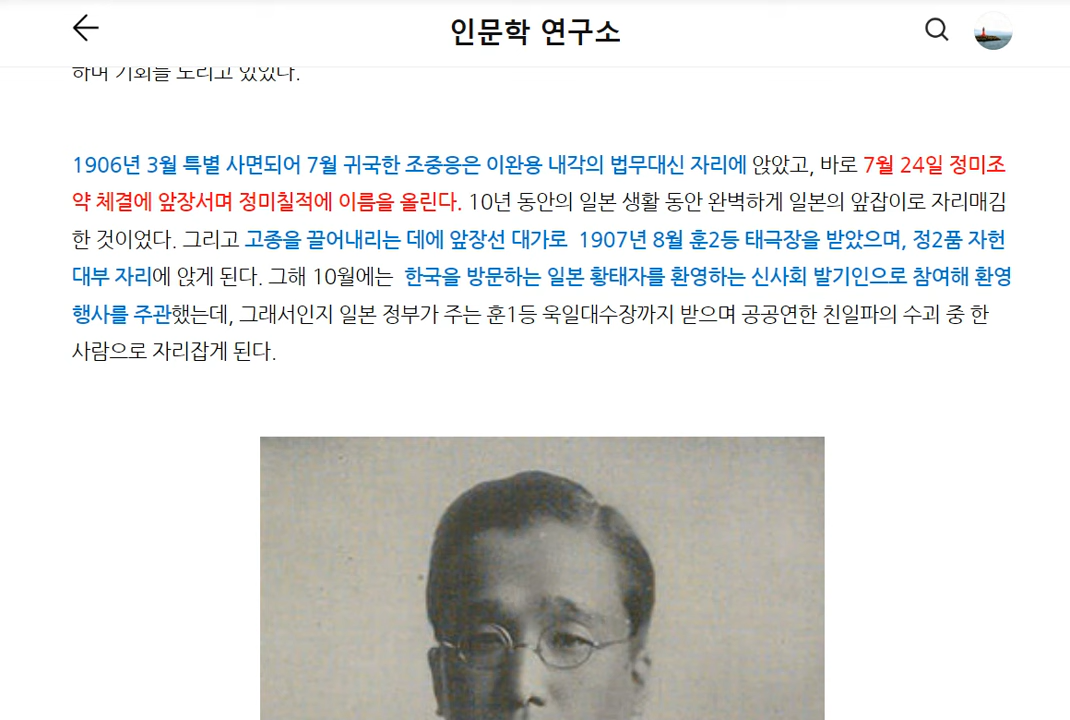 인문학 연구소
하며 기회를 노리고 있었다.
1906년 3월 특별 사면되어 7월 귀국한 조중응은 이완용 내각의 법무대신 자리에 앉았고, 바로 7월 24일 정미조
약 체결에 앞장서며 정미칠적에 이름을 올린다. 10년 동안의 일본 생활 동안 완벽하게 일본의 앞잡이로 자리매김
한 것이었다. 그리고 고종을 끌어내리는 데에 앞장선 대가로 1907년 8월 훈2등 태극장을 받았으며, 정2품 자헌
대부 자리에 앉게 된다. 그해 10월에는 한국을 방문하는 일본 황태자를 환영하는 신사회 발기인으로 참여해 환영
행사를 주관했는데, 그래서인지 일본 정부가 주는 훈1등 욱일대수장까지 받으며 공공연한 친일파의 수괴 중 한
사람으로 자리잡게 된다.